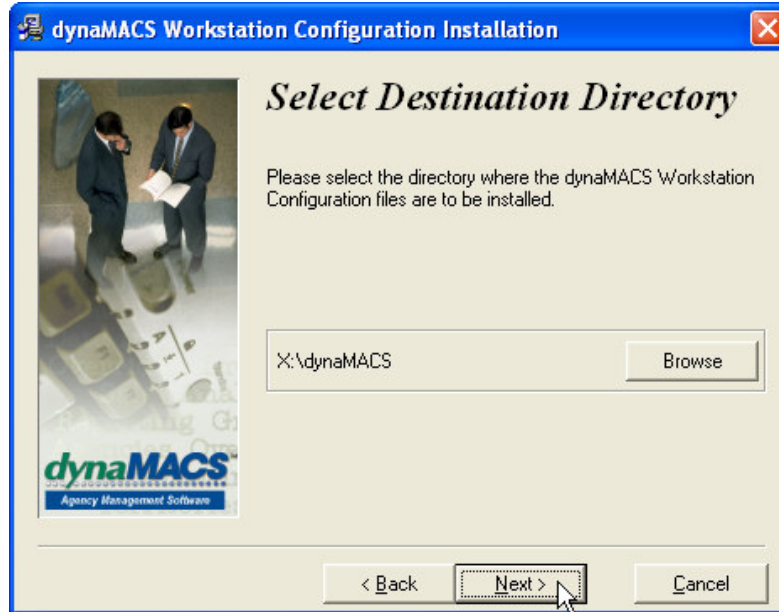 dynaMACS Workstation Configuration Installation
Select Destination Directory
Please select the directory where the dynaMACS Workstation
Configuration files are to be installed.
X:\dynaMACS
Browse
dynaMACS
Agency Management Software
< Back
Next >
Cancel